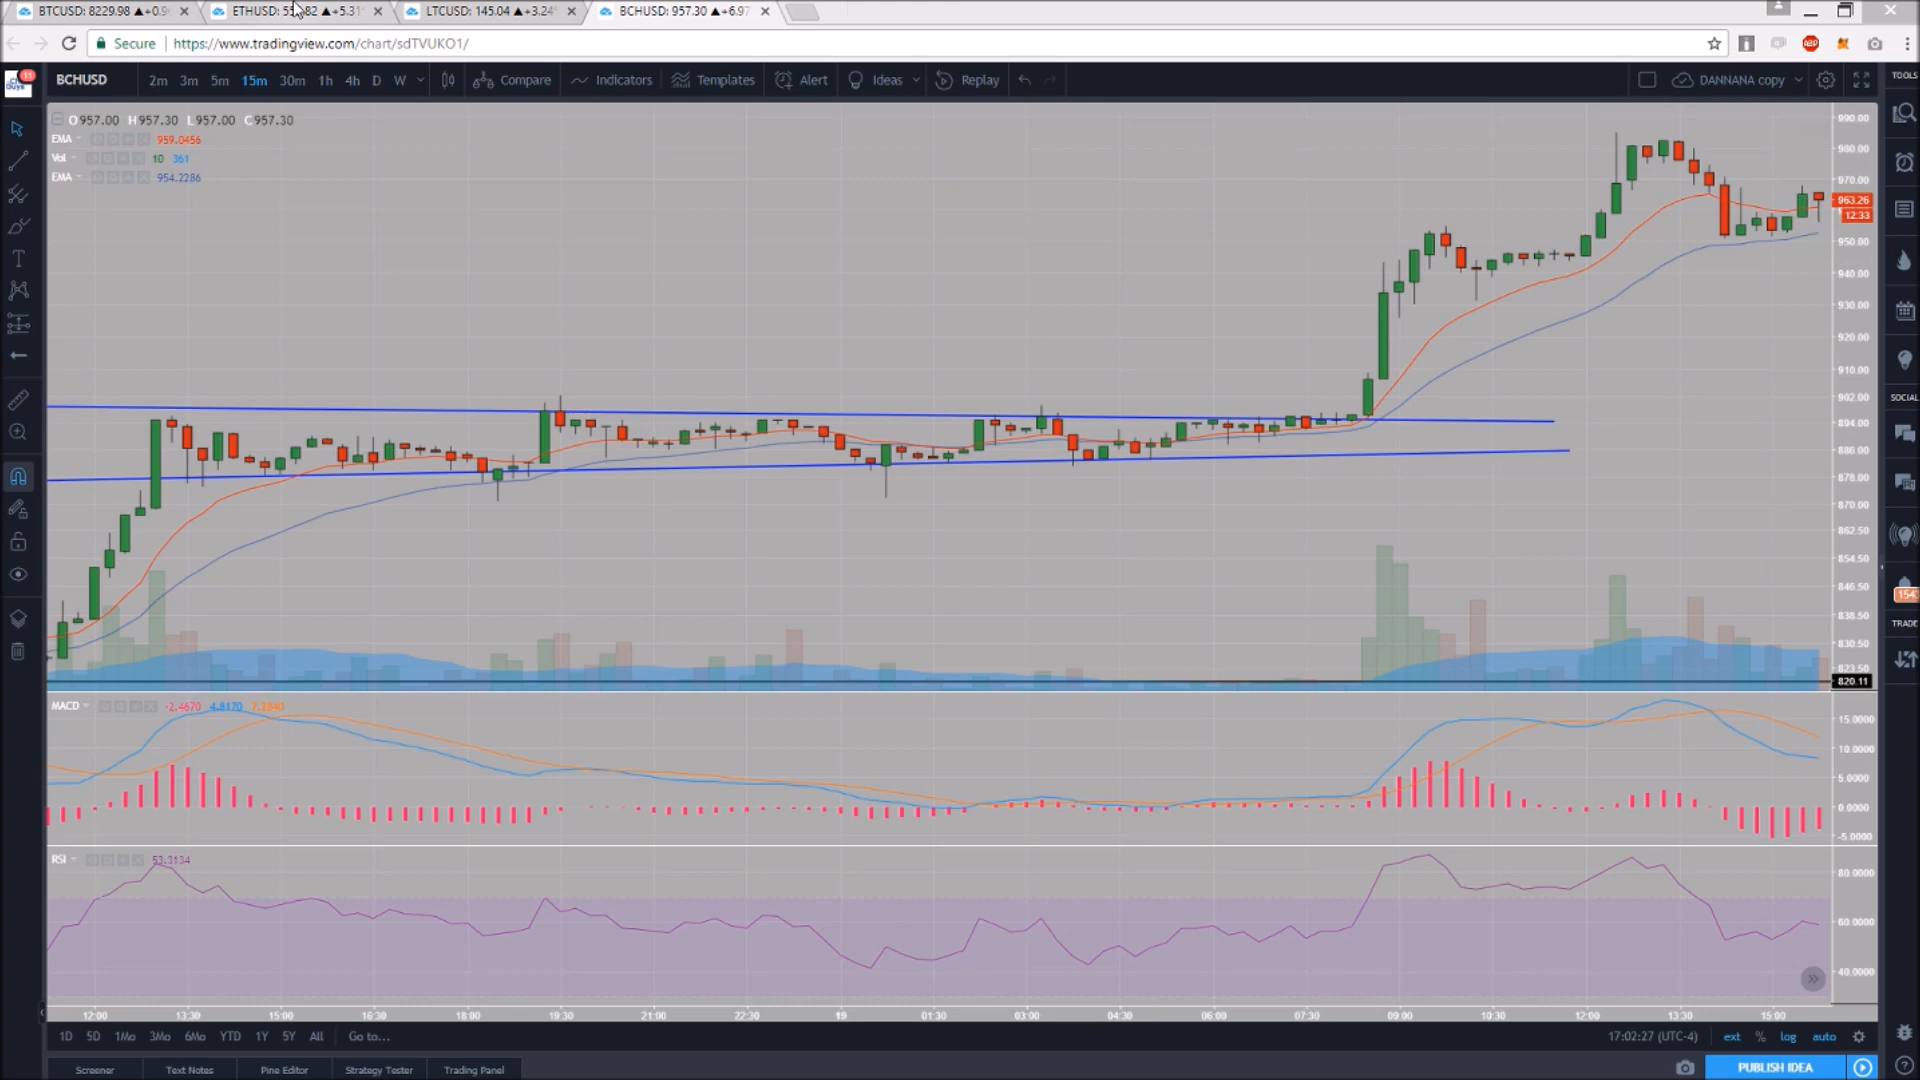 BTCUSD: 8229.98 ▲+0.9
ETHUSD: 55 82 ▲+5.31
LTCUSD: 145.04 ▲+3.24
BCHUSD: 957.30 ▲+6.97
Secure
https://www.tradingview.com/chart/sdTVUKO1/
ABP
15
BCHUSD
2m 3m 5m 15m 30m 1h 4h D W
Compare
Indicators
Templates
Alert
Ideas
Replay
DANNANA copy
TOOLS
O957.00 H957.30 L957.00 C957.30
EMA 959.0456
Vol 10 361
EMA 954.2286
990.00
980.00
970.00
963.26
12:33
950.00
940.00
930.00
920.00
910.00
902.00
894.00
886.00
878.00
870.00
862.50
854.50
846.50
838.50
830.50
823.50
820.11
SOCIAL
154
TRADE
MACD -2.4670 4.8170 7.2840
15.0000
10.0000
5.0000
0.0000
-5.0000
RSI 53.3134
80.0000
60.0000
40.0000
12:00 13:30 15:00 16:30 18:00 19:30 21:00 22:30 19 01:30 03:00 04:30 06:00 07:30 09:00 10:30 12:00 13:30 15:00
1D 5D 1Mo 3Mo 6Mo YTD 1Y 5Y All Go to...
17:02:27 (UTC-4) ext % log auto
Screener Text Notes Pine Editor Strategy Tester Trading Panel
PUBLISH IDEA